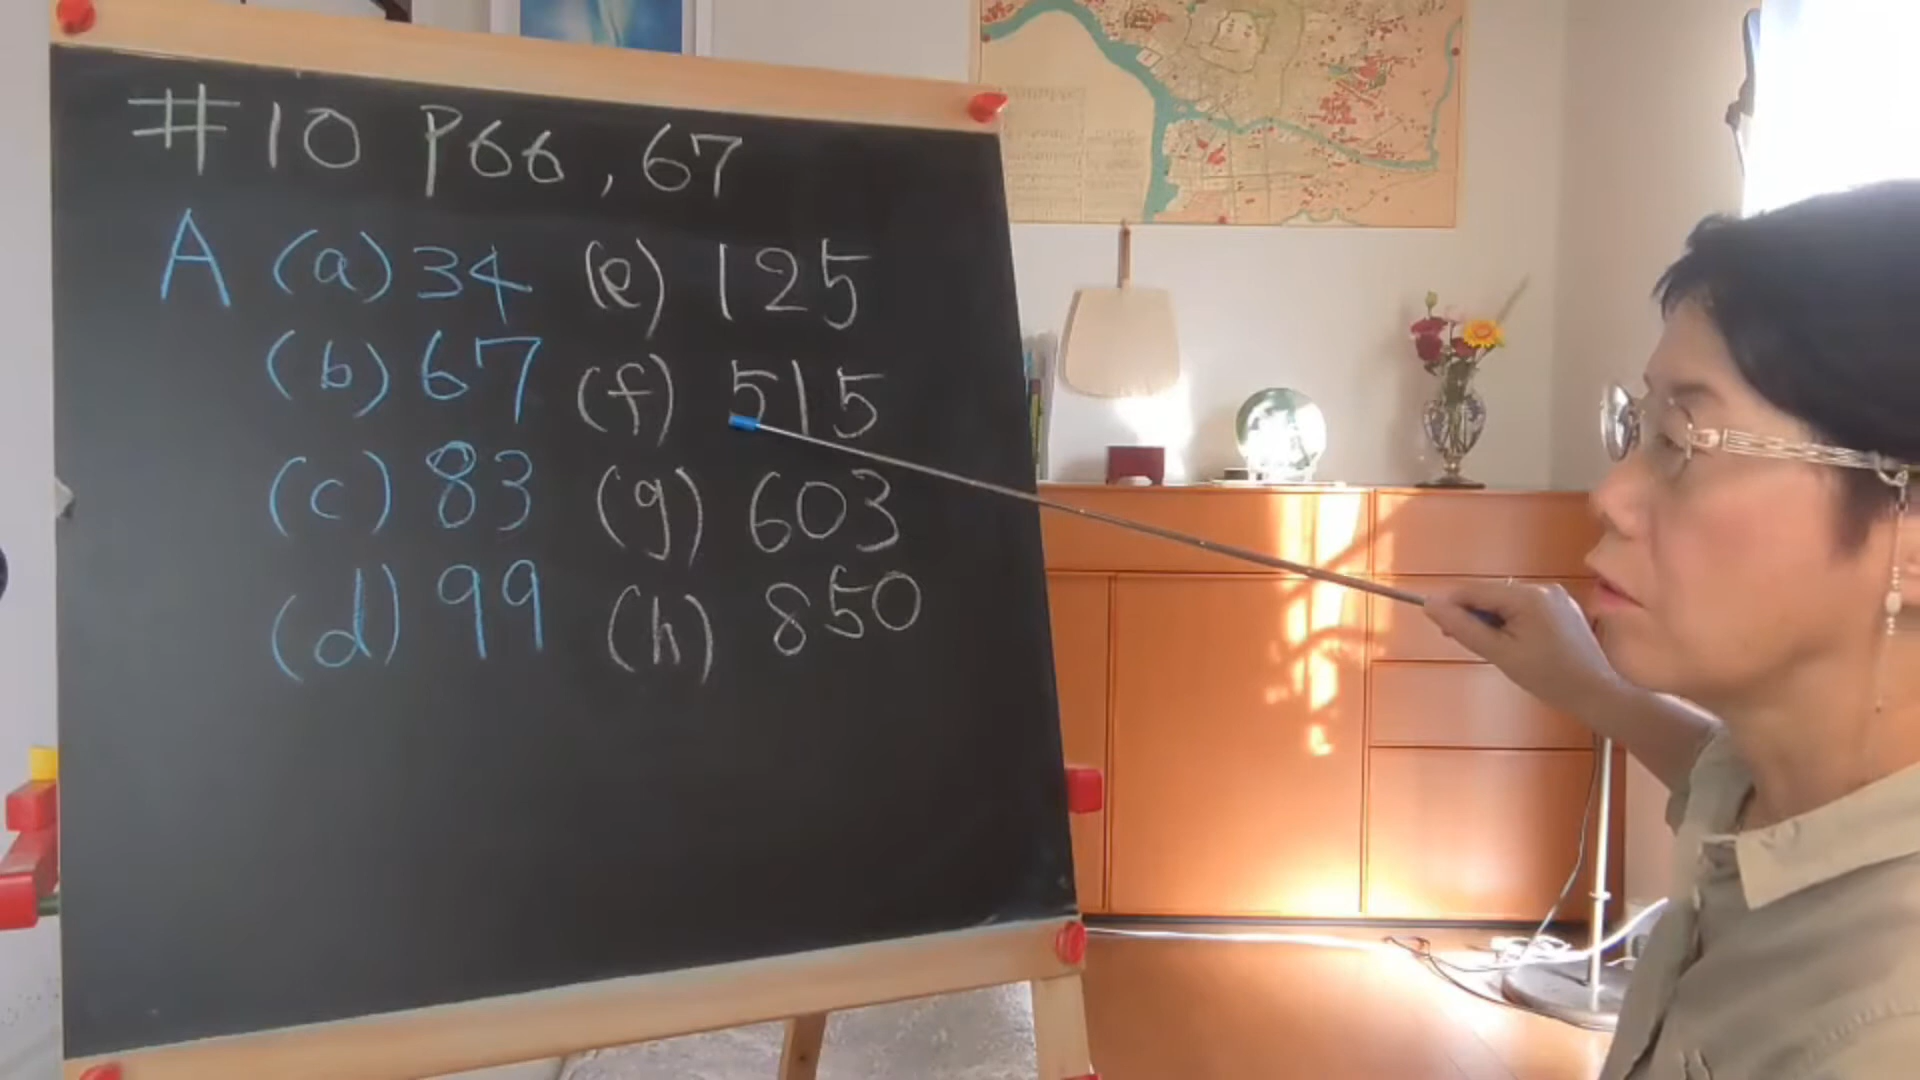 #10 P66, 67
A (a) 34 (e) 125
(b) 67 (f) 515
(c) 83 (g) 603
(d) 99 (h) 850